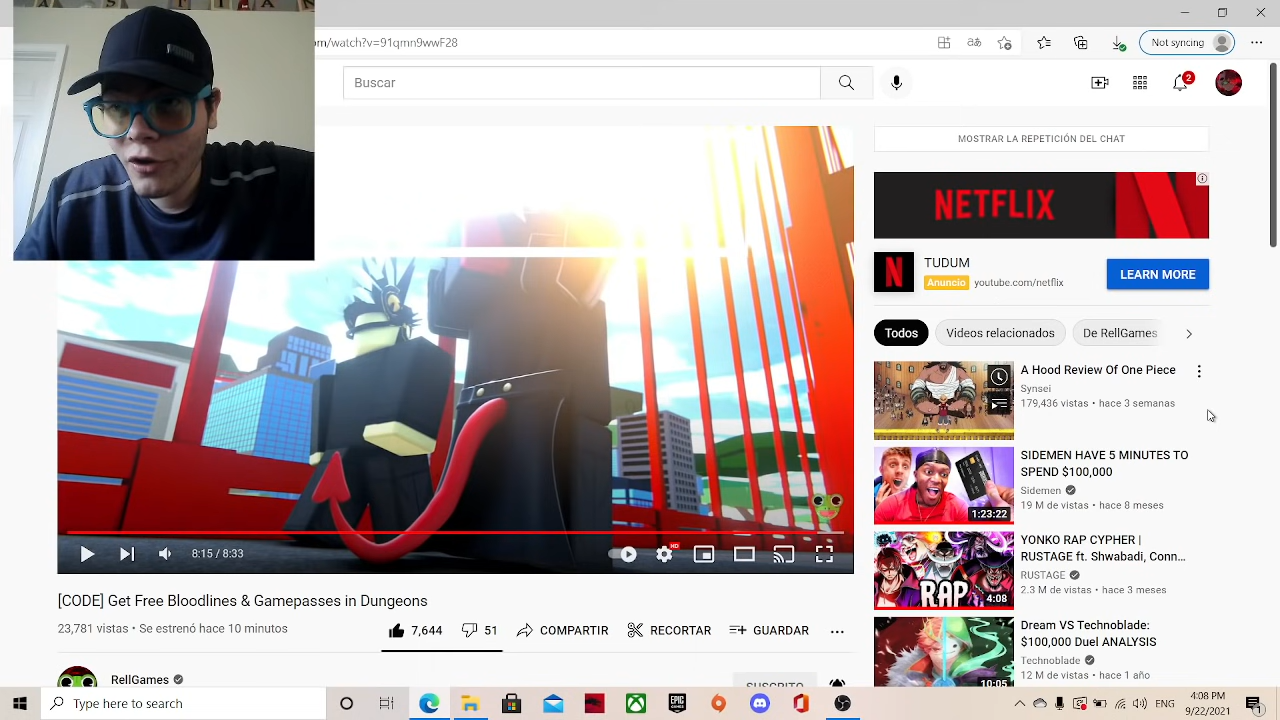 A S T I A N
om/watch?v=91qmn9wwF28
Not syncing
Buscar
2
MOSTRAR LA REPETICIÓN DEL CHAT
NETFLIX
TUDUM
Anuncio youtube.com/netflix
LEARN MORE
Todos Videos relacionados De RellGames
A Hood Review Of One Piece
Synsei
179,436 vistas • hace 3 semanas
SIDEMEN HAVE 5 MINUTES TO
SPEND $100,000
Sidemen
19 M de vistas • hace 8 meses
1:23:22
YONKO RAP CYPHER |
RUSTAGE ft. Shwabadi, Conn...
RUSTAGE
2.3 M de vistas • hace 3 meses
RAP
4:08
Dream VS Technoblade:
$100,000 Duel ANALYSIS
Technoblade
12 M de vistas • hace 1 año
10:05
8:15 / 8:33
HD
[CODE] Get Free Bloodlines & Gamepasses in Dungeons
23,781 vistas • Se estrenó hace 10 minutos
7,644 51 COMPARTIR RECORTAR GUARDAR
RellGames
SUSCRITO
Type here to search
EPIC GAMES
4:08 PM
9/22/2021